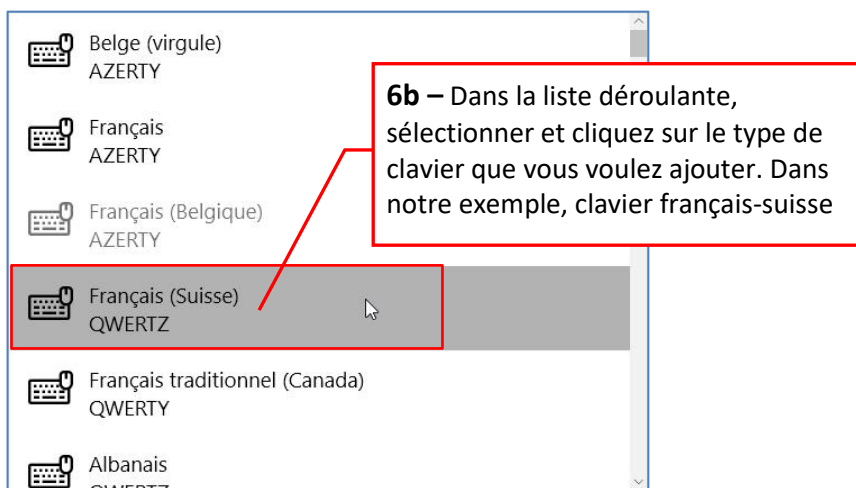 Belge (virgule)
AZERTY
Français
AZERTY
Français (Belgique)
AZERTY
Français (Suisse)
QWERTZ
Français traditionnel (Canada)
QWERTY
Albanais
QWERTZ
6b – Dans la liste déroulante,
sélectionner et cliquez sur le type de
clavier que vous voulez ajouter. Dans
notre exemple, clavier français-suisse